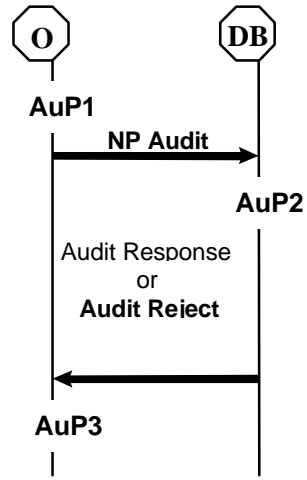 O
DB
AuP1
NP Audit
AuP2
Audit Response
or
Audit Reject
AuP3